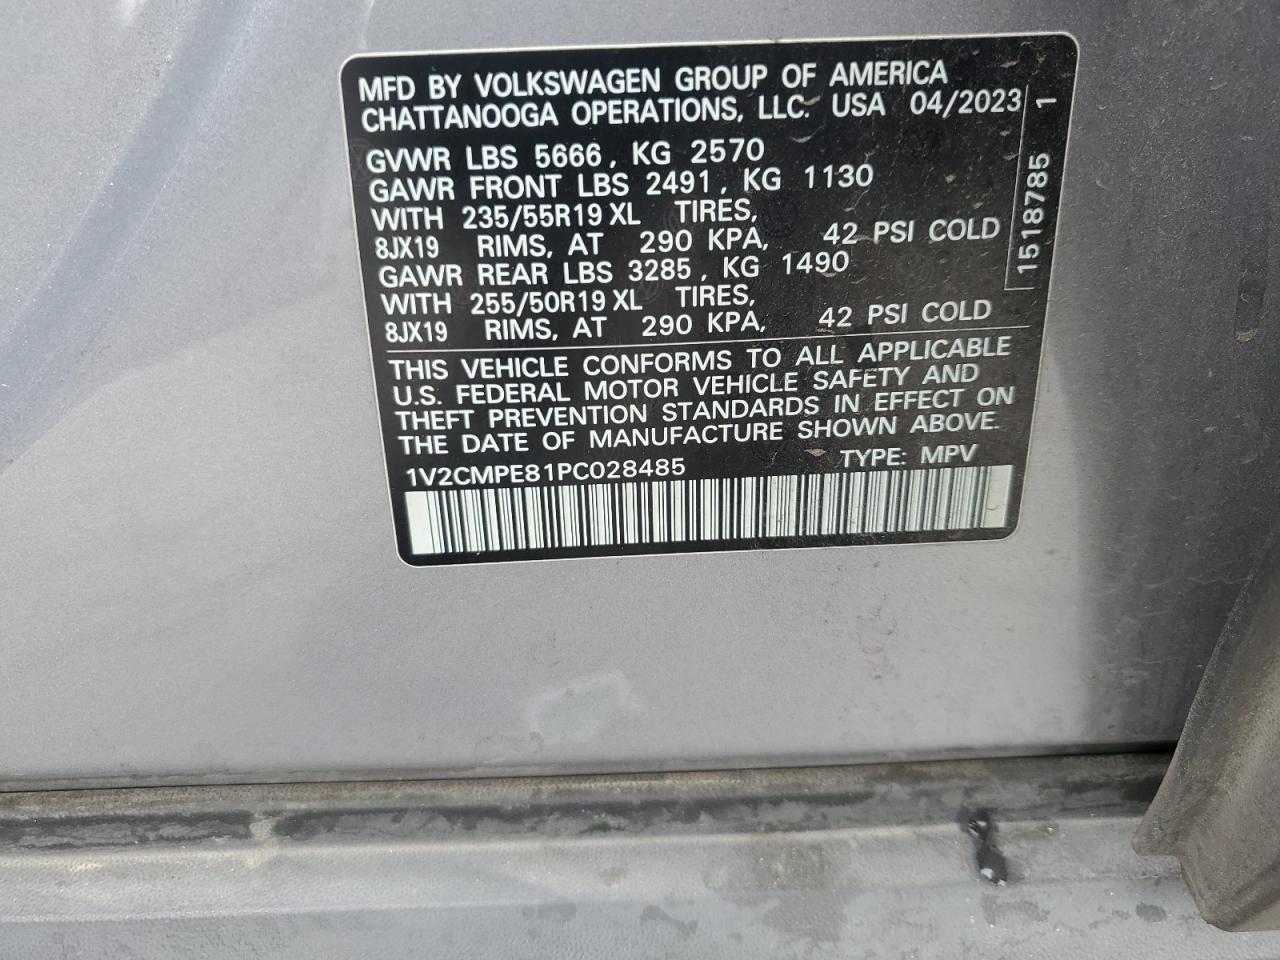 MFD BY VOLKSWAGEN GROUP OF AMERICA
CHATTANOOGA OPERATIONS, LLC. USA 04/2023
GVWR LBS 5666, KG 2570
GAWR FRONT LBS 2491, KG 1130
WITH 235/55R19 XL TIRES,
8JX19 RIMS, AT 290 KPA, 42 PSI COLD
GAWR REAR LBS 3285, KG 1490
WITH 255/50R19 XL TIRES,
8JX19 RIMS, AT 290 KPA, 42 PSI COLD
THIS VEHICLE CONFORMS TO ALL APPLICABLE
U.S. FEDERAL MOTOR VEHICLE SAFETY AND
THEFT PREVENTION STANDARDS IN EFFECT ON
THE DATE OF MANUFACTURE SHOWN ABOVE.
1V2CMPE81PC028485 TYPE: MPV
1518785 1